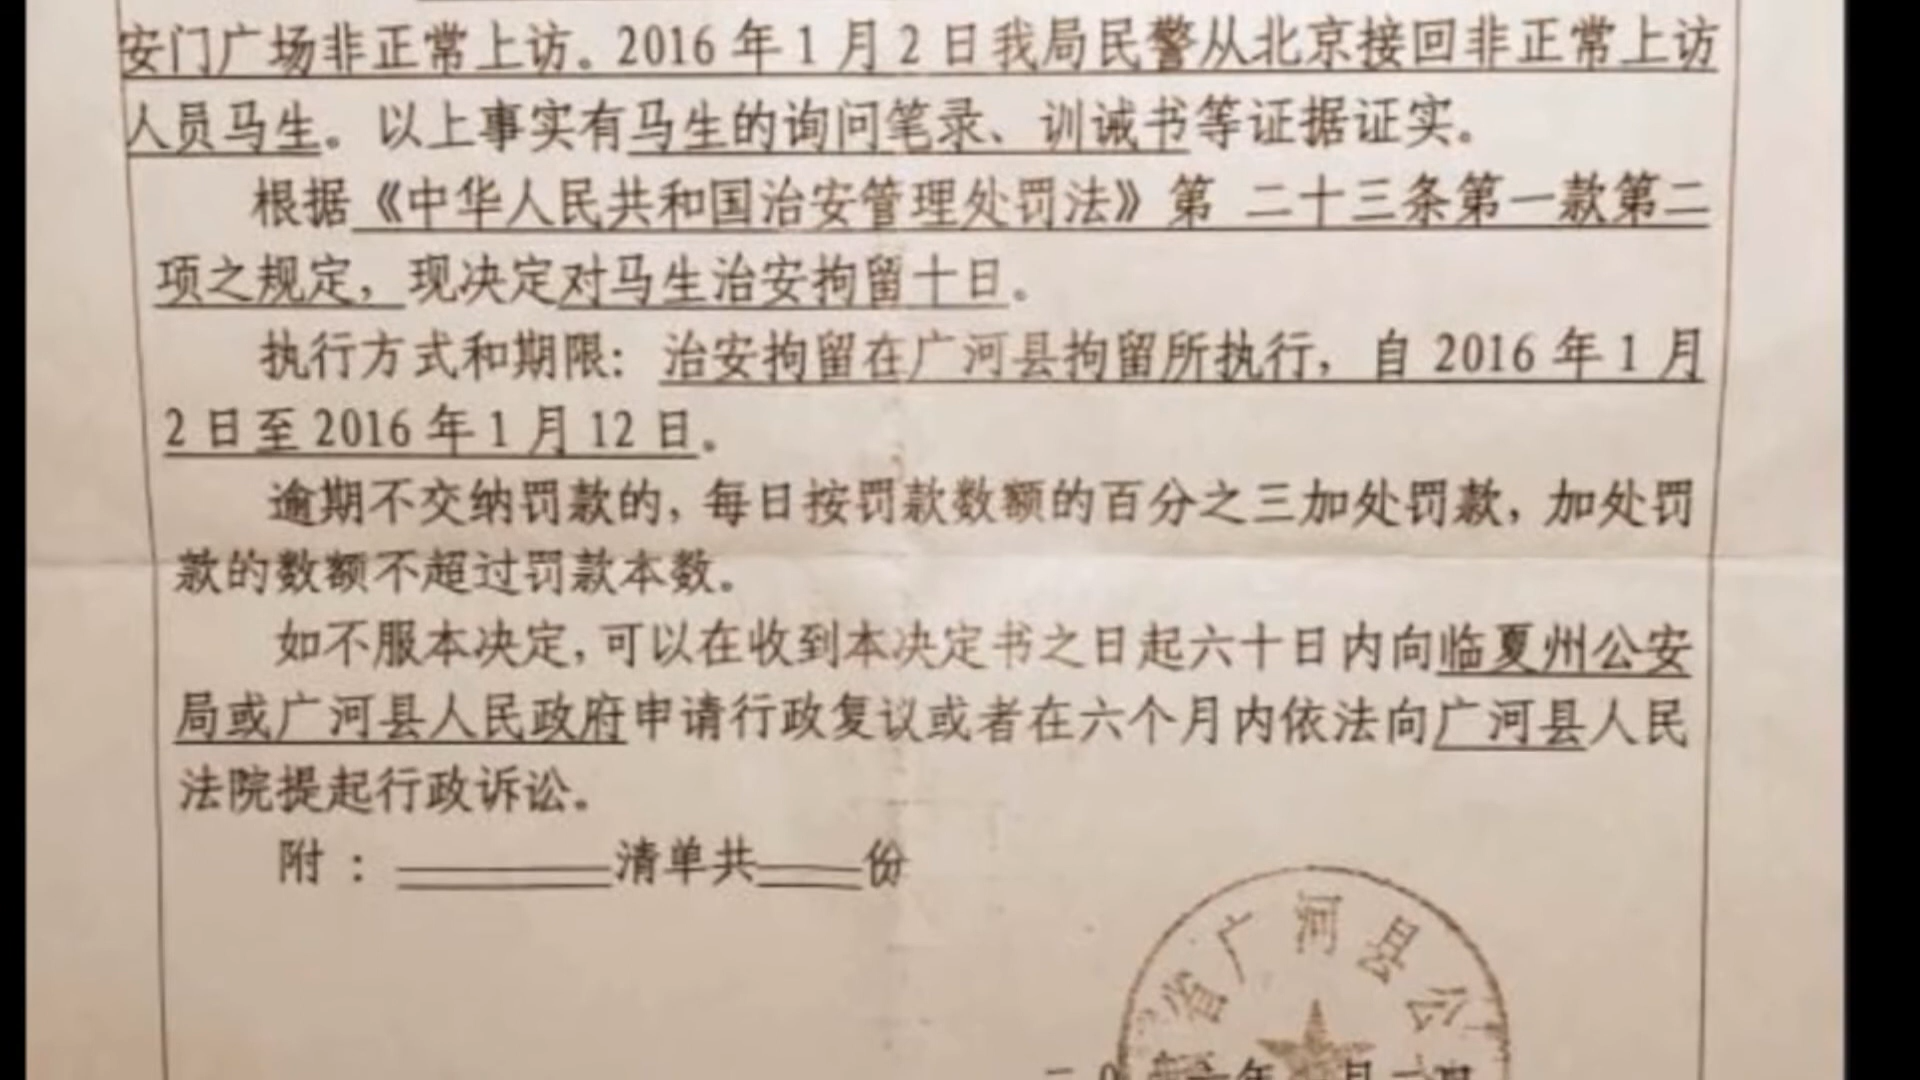 安门广场非正常上访。2016年1月2日我局民警从北京接回非正常上访
人员马生。以上事实有马生的询问笔录、训诫书等证据证实。
根据《中华人民共和国治安管理处罚法》第 二十三条第一款第二
项之规定，现决定对马生治安拘留十日。
执行方式和期限：治安拘留在广河县拘留所执行，自2016年1月
2日至2016年1月12日。
逾期不交纳罚款的，每日按罚款数额的百分之三加处罚款，加处罚
款的数额不超过罚款本数。
如不服本决定，可以在收到本决定书之日起六十日内向临夏州公安
局或广河县人民政府申请行政复议或者在六个月内依法向广河县人民
法院提起行政诉讼。
附：清单共份
省广河县公